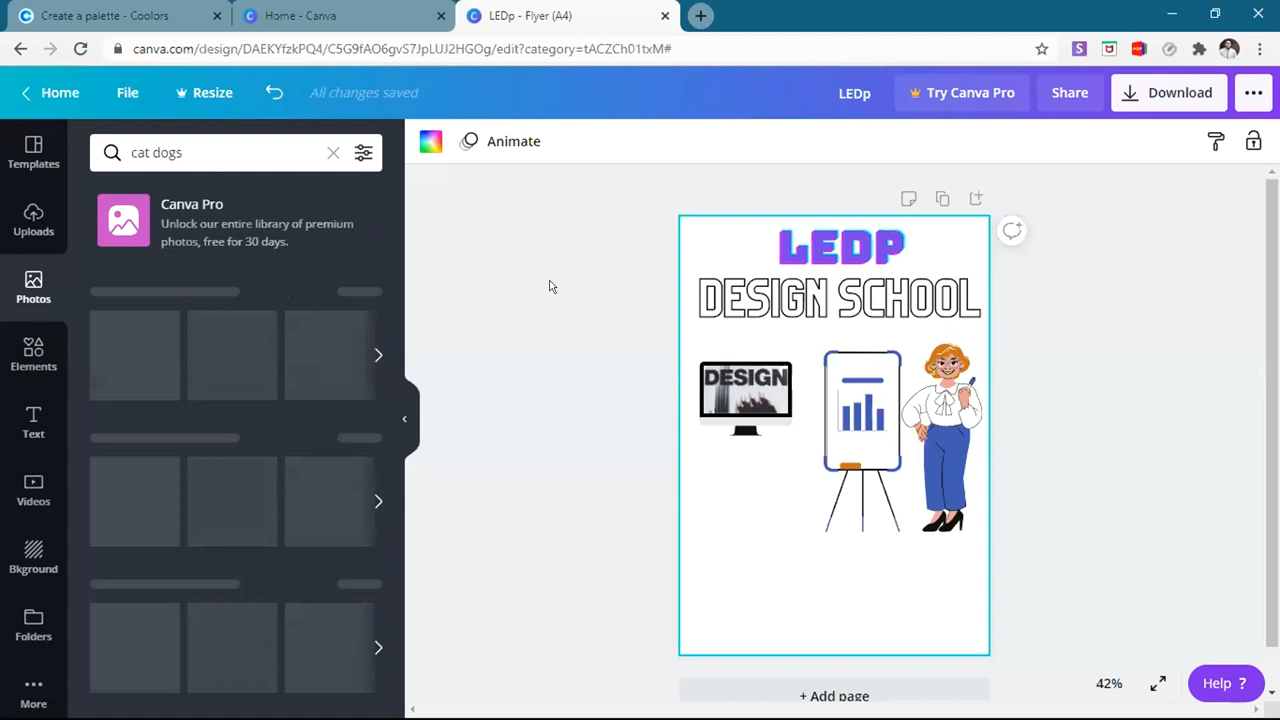 Create a palette - Coolors
Home - Canva
LEDp - Flyer (A4)
canva.com/design/DAEKYfzkPQ4/C5G9fAO6gvS7JpLUJ2HGOg/edit?category=tACZCh01txM#
Home
File
Resize
All changes saved
LEDp
Try Canva Pro
Share
Download
Templates
Uploads
Photos
Elements
Text
Videos
Bkground
Folders
More
cat dogs
Canva Pro
Unlock our entire library of premium
photos, free for 30 days.
Animate
LEDP
DESIGN SCHOOL
DESIGN
+ Add page
42%
Help ?